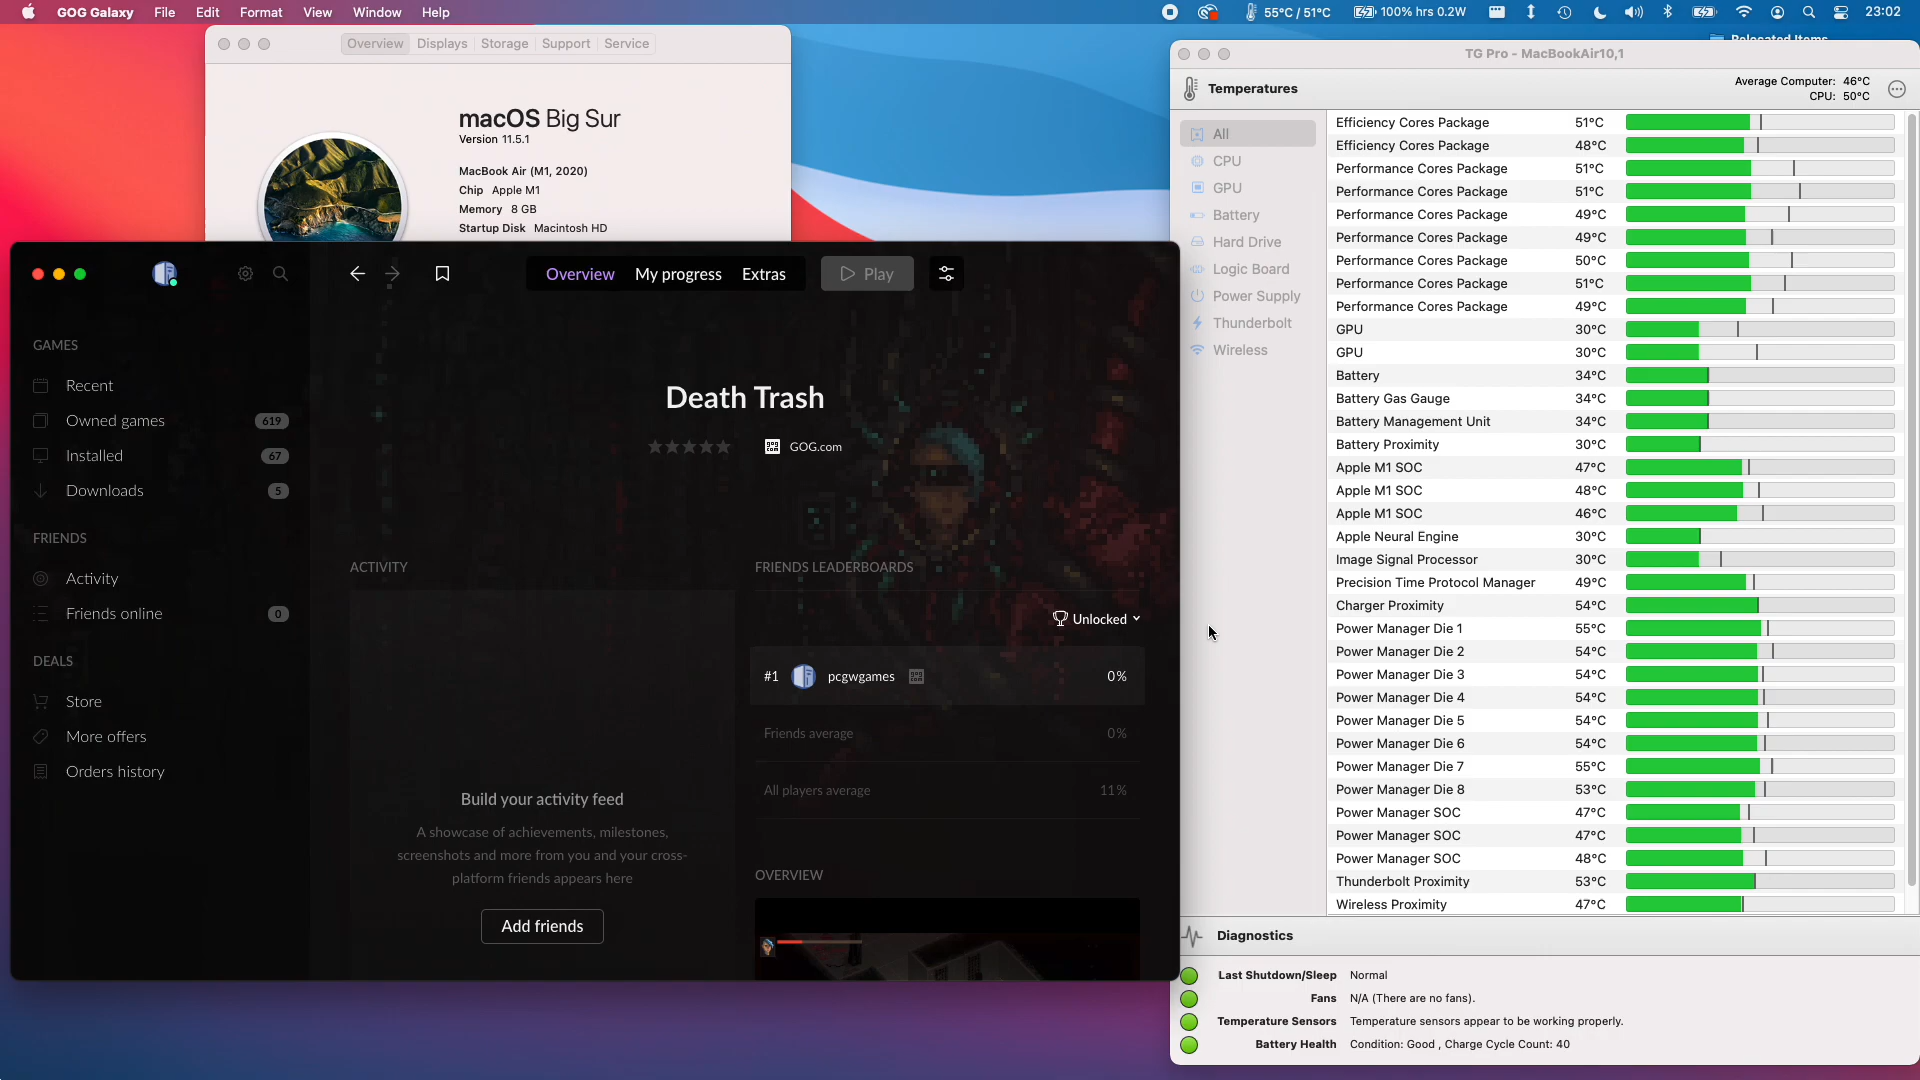 GOG Galaxy File Edit Format View Window Help
55°C / 51°C 100% hrs 0.2W 23:02
Relocated Items
Overview Displays Storage Support Service
macOS Big Sur
Version 11.5.1
MacBook Air (M1, 2020)
Chip Apple M1
Memory 8 GB
Startup Disk Macintosh HD
Overview My progress Extras Play
GAMES
Recent
Owned games 619
Installed 67
Downloads 5
FRIENDS
Activity
Friends online 0
DEALS
Store
More offers
Orders history
Death Trash
GOG.com
ACTIVITY
Build your activity feed
A showcase of achievements, milestones,
screenshots and more from you and your cross-
platform friends appears here
Add friends
FRIENDS LEADERBOARDS
Unlocked
#1 pcgwgames 0%
Friends average 0%
All players average 11%
OVERVIEW
TG Pro - MacBookAir10,1
Temperatures
Average Computer: 46°C
CPU: 50°C
All
CPU
GPU
Battery
Hard Drive
Logic Board
Power Supply
Thunderbolt
Wireless
Efficiency Cores Package 51°C
Efficiency Cores Package 48°C
Performance Cores Package 51°C
Performance Cores Package 51°C
Performance Cores Package 49°C
Performance Cores Package 49°C
Performance Cores Package 50°C
Performance Cores Package 51°C
Performance Cores Package 49°C
GPU 30°C
GPU 30°C
Battery 34°C
Battery Gas Gauge 34°C
Battery Management Unit 34°C
Battery Proximity 30°C
Apple M1 SOC 47°C
Apple M1 SOC 48°C
Apple M1 SOC 46°C
Apple Neural Engine 30°C
Image Signal Processor 30°C
Precision Time Protocol Manager 49°C
Charger Proximity 54°C
Power Manager Die 1 55°C
Power Manager Die 2 54°C
Power Manager Die 3 54°C
Power Manager Die 4 54°C
Power Manager Die 5 54°C
Power Manager Die 6 54°C
Power Manager Die 7 55°C
Power Manager Die 8 53°C
Power Manager SOC 47°C
Power Manager SOC 47°C
Power Manager SOC 48°C
Thunderbolt Proximity 53°C
Wireless Proximity 47°C
Diagnostics
Last Shutdown/Sleep Normal
Fans N/A (There are no fans).
Temperature Sensors Temperature sensors appear to be working properly.
Battery Health Condition: Good , Charge Cycle Count: 40